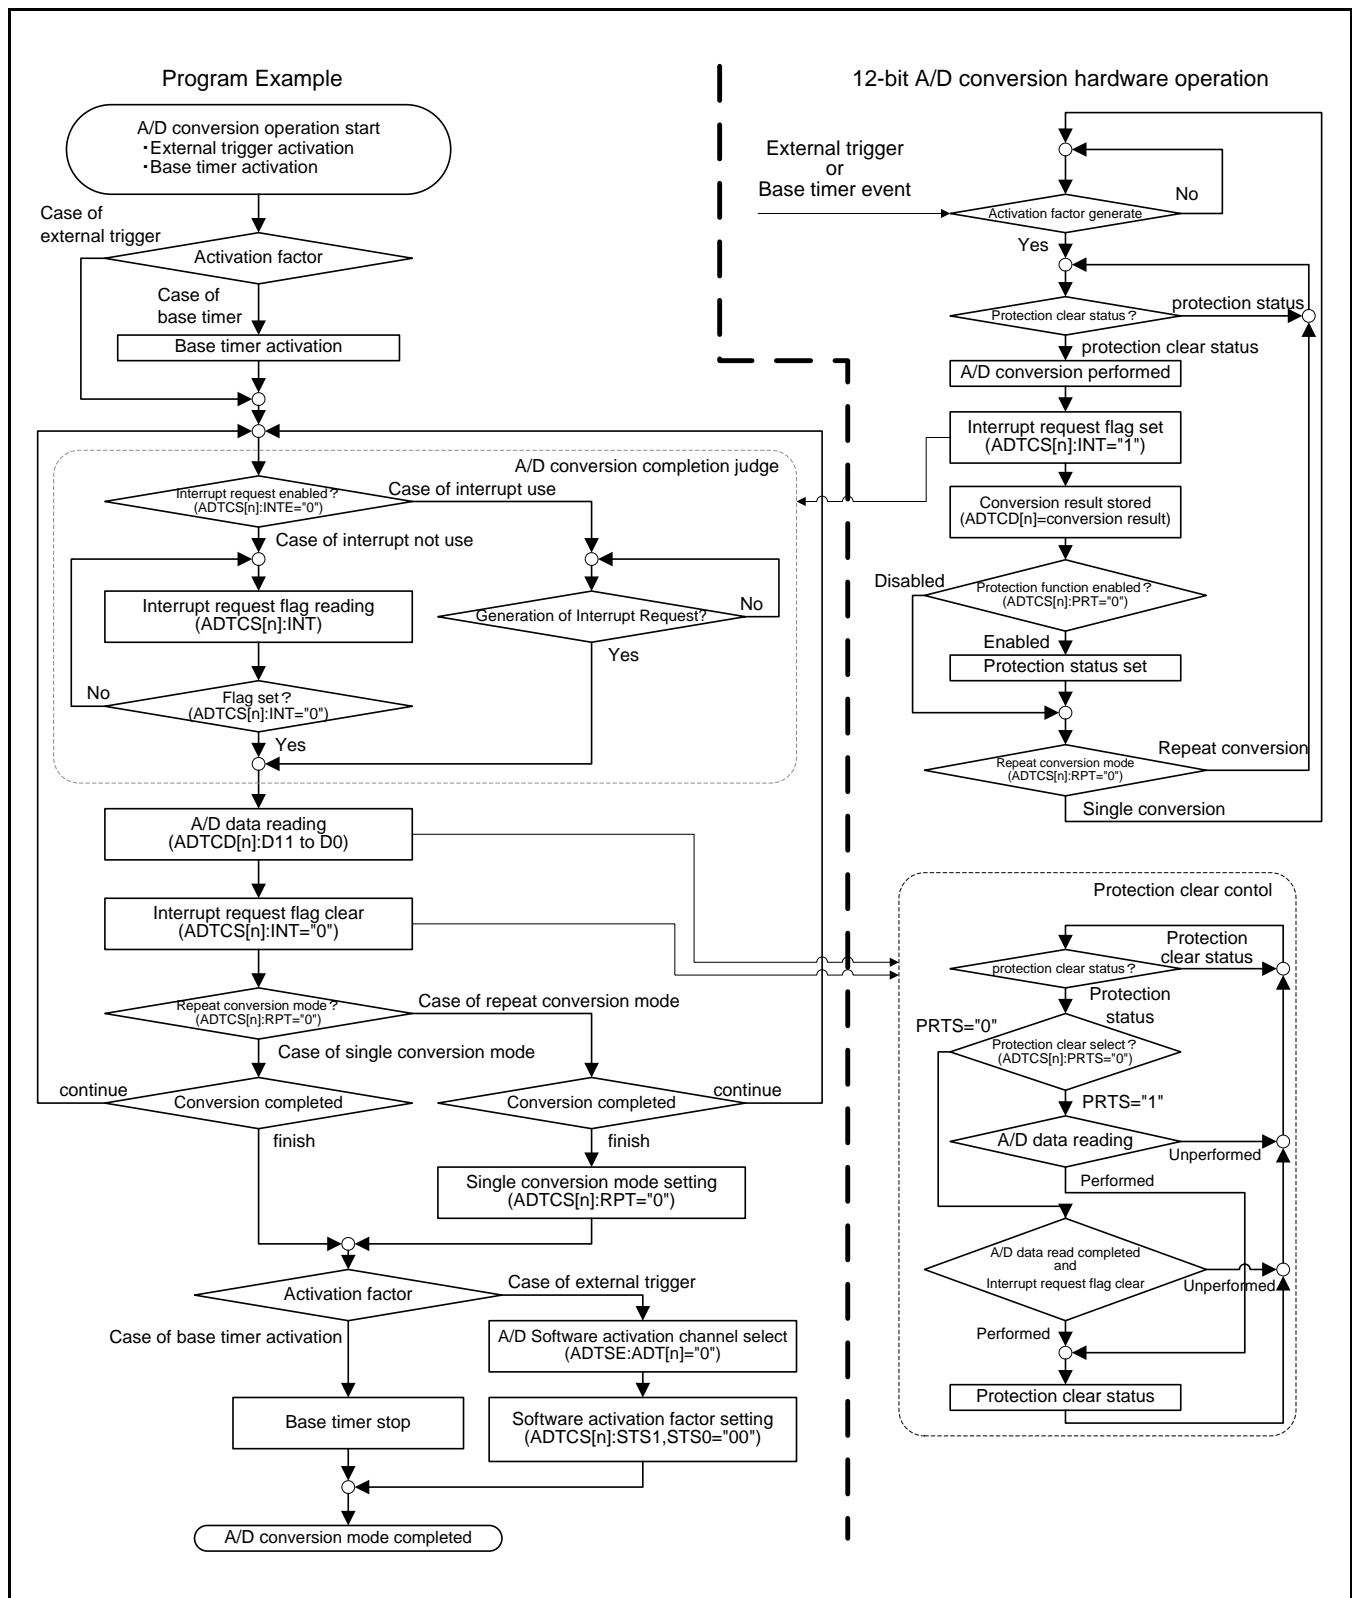 Program Example
A/D conversion operation start
・External trigger activation
・Base timer activation
Case of
external trigger
Activation factor
Case of
base timer
Base timer activation
A/D conversion completion judge
Interrupt request enabled?
(ADTCS[n]:INTE="0")
Case of interrupt use
Case of interrupt not use
Interrupt request flag reading
(ADTCS[n]:INT)
Generation of Interrupt Request?
No
Yes
No
Flag set?
(ADTCS[n]:INT="0")
Yes
A/D data reading
(ADTCD[n]:D11 to D0)
Interrupt request flag clear
(ADTCS[n]:INT="0")
Repeat conversion mode?
(ADTCS[n]:RPT="0")
Case of repeat conversion mode
Case of single conversion mode
continue
Conversion completed
Conversion completed
continue
finish
finish
Single conversion mode setting
(ADTCS[n]:RPT="0")
Activation factor
Case of external trigger
Case of base timer activation
A/D Software activation channel select
(ADTSE:ADT[n]="0")
Base timer stop
Software activation factor setting
(ADTCS[n]:STS1,STS0="00")
A/D conversion mode completed
12-bit A/D conversion hardware operation
External trigger
or
Base timer event
Activation factor generate
No
Yes
Protection clear status?
protection status
protection clear status
A/D conversion performed
Interrupt request flag set
(ADTCS[n]:INT="1")
Conversion result stored
(ADTCD[n]=conversion result)
Disabled
Protection function enabled?
(ADTCS[n]:PRT="0")
Enabled
Protection status set
Repeat conversion mode
(ADTCS[n]:RPT="0")
Repeat conversion
Single conversion
Protection clear contol
protection clear status?
Protection
clear status
Protection
status
PRTS="0"
Protection clear select?
(ADTCS[n]:PRTS="0")
PRTS="1"
A/D data reading
Unperformed
Performed
A/D data read completed
and
Interrupt request flag clear
Unperformed
Performed
Protection clear status